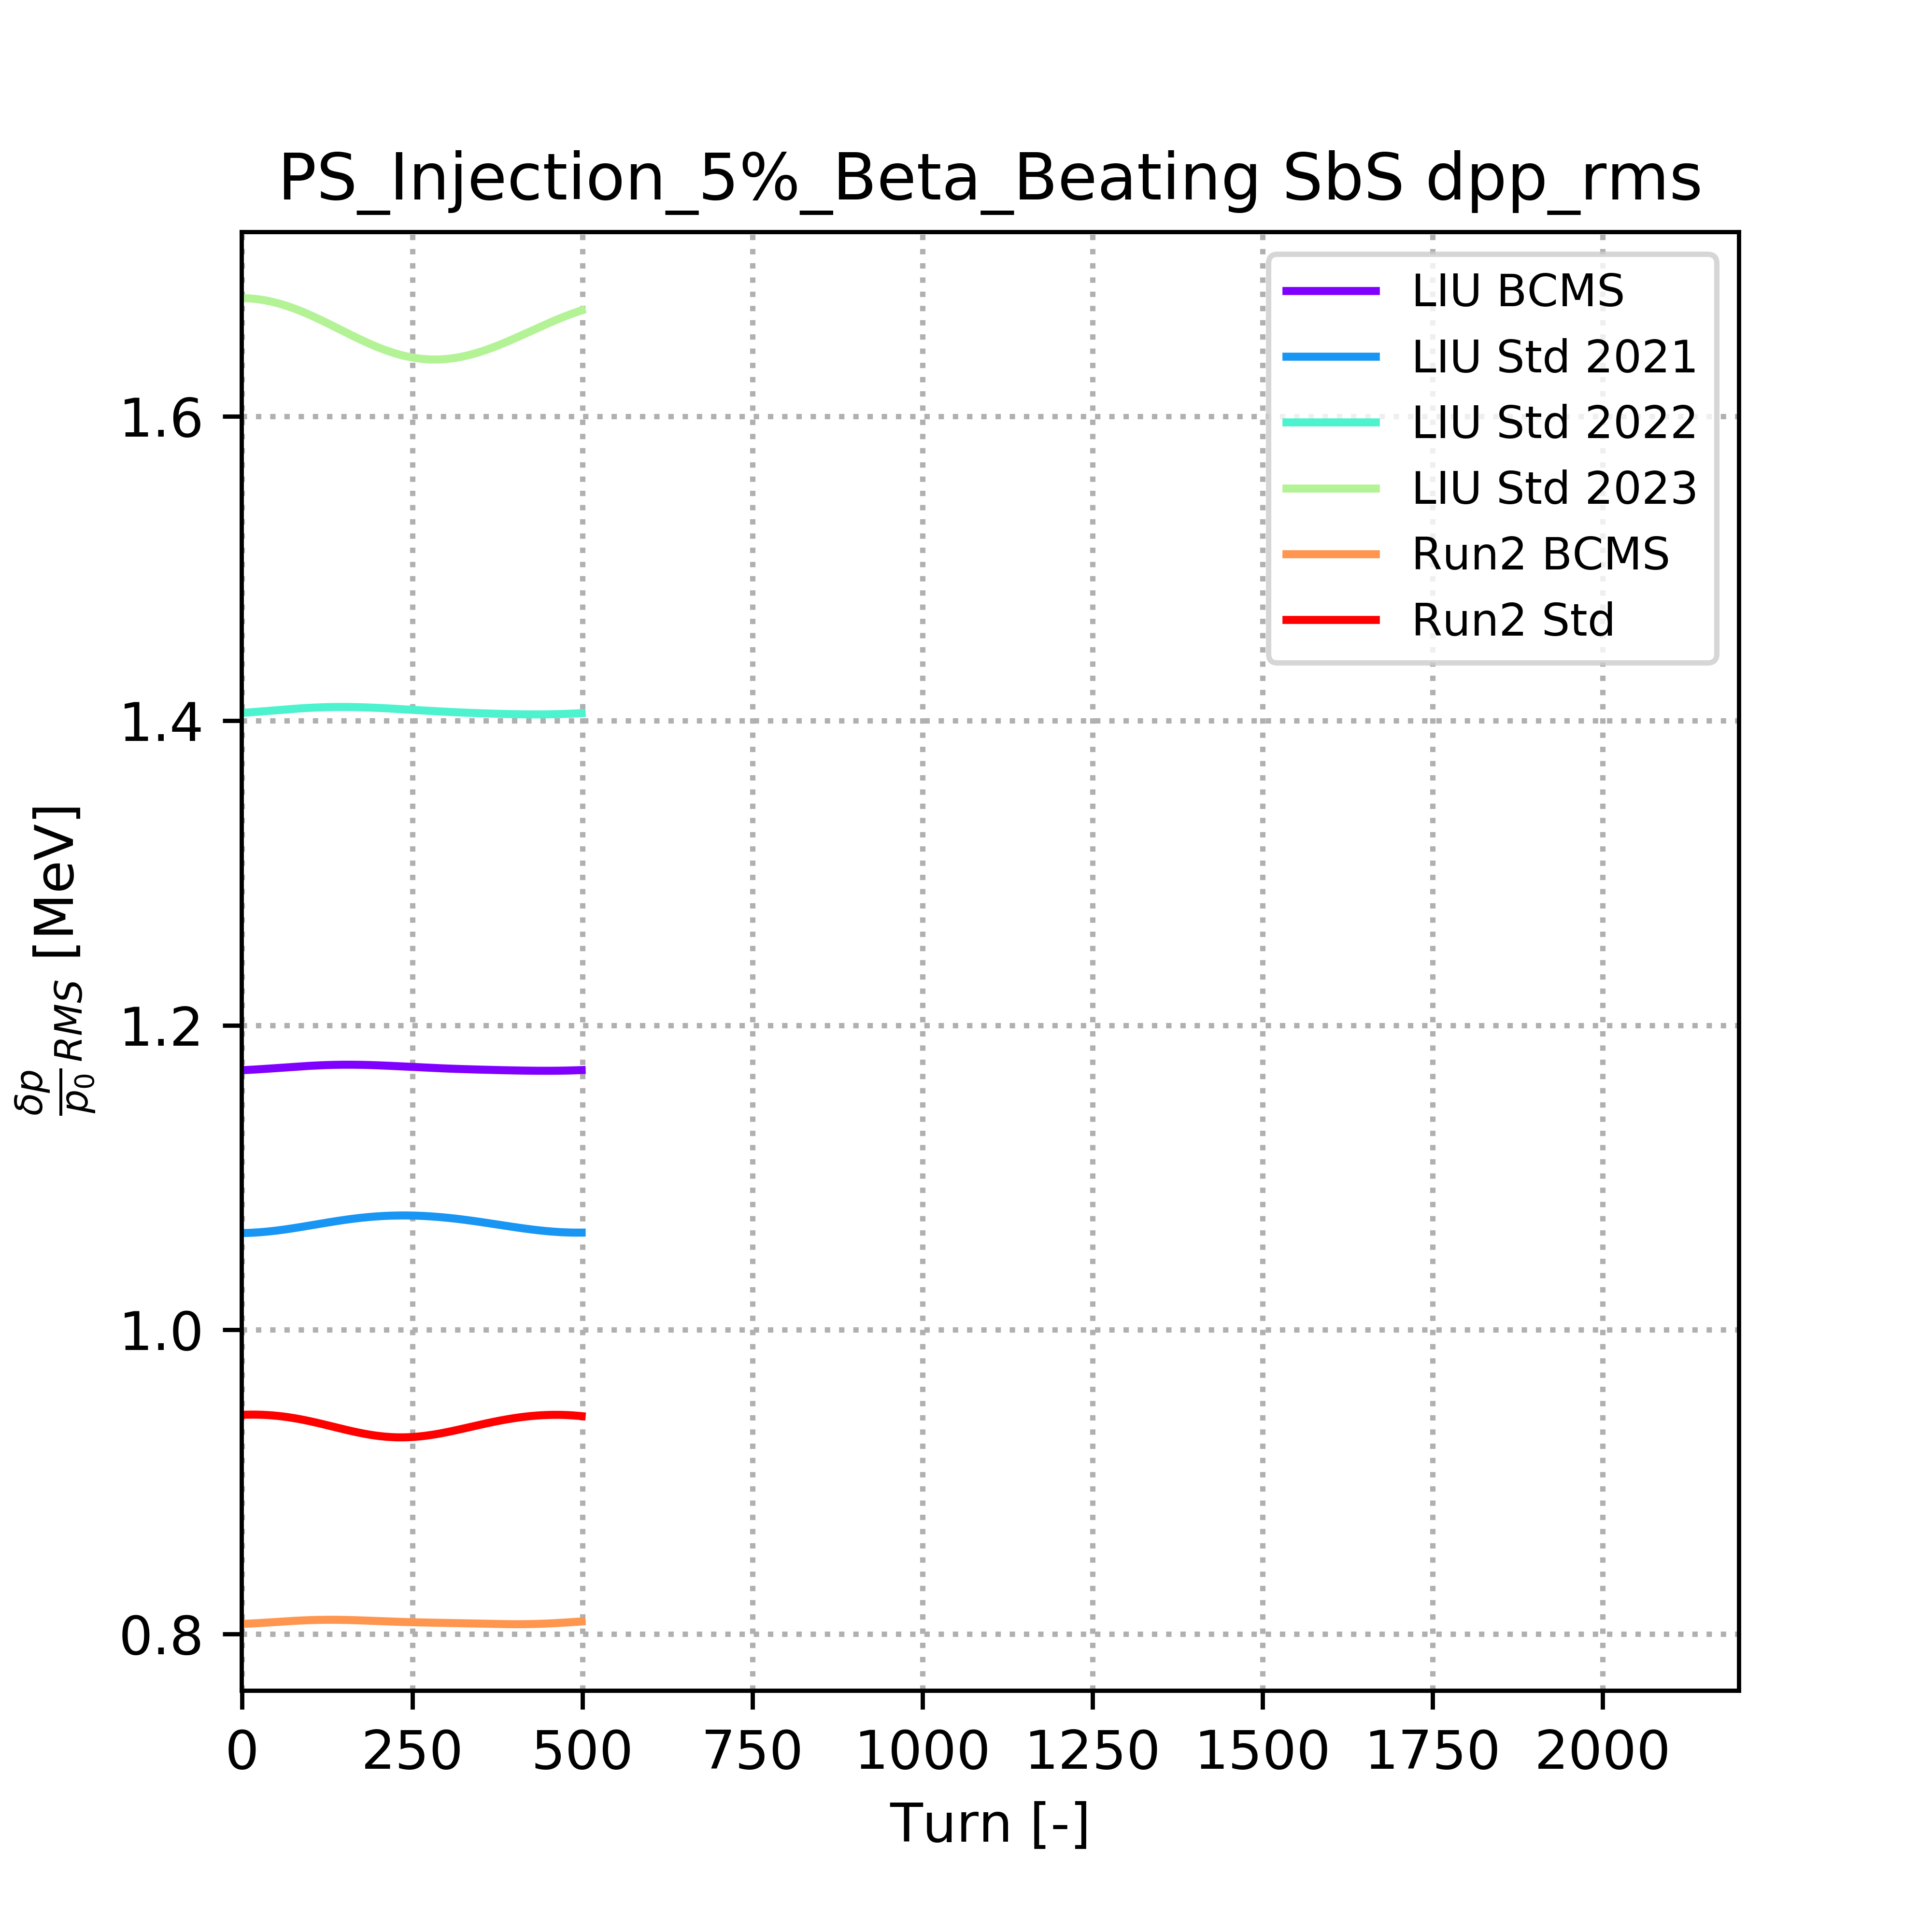 PS_Injection_5%_Beta_Beating SbS dpp_rms
LIU BCMS
LIU Std 2021
LIU Std 2022
LIU Std 2023
Run2 BCMS
Run2 Std
1.6
1.4
1.2
1.0
0.8
δp/p₀ RMS [MeV]
0 250 500 750 1000 1250 1500 1750 2000
Turn [-]